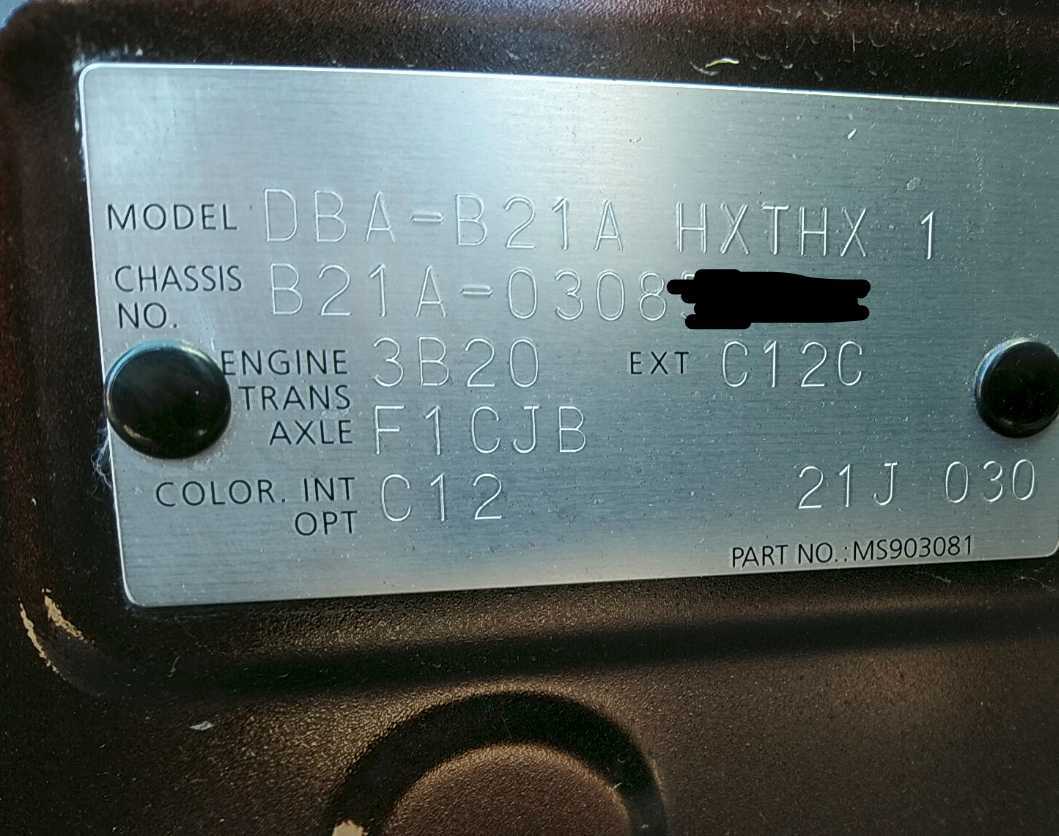 MODEL DBA-B21A HXTHX 1
CHASSIS NO. B21A-0308
ENGINE 3B20 EXT C12C
TRANS AXLE F1CJB
COLOR. INT OPT C12 21J 030
PART NO.: MS903081